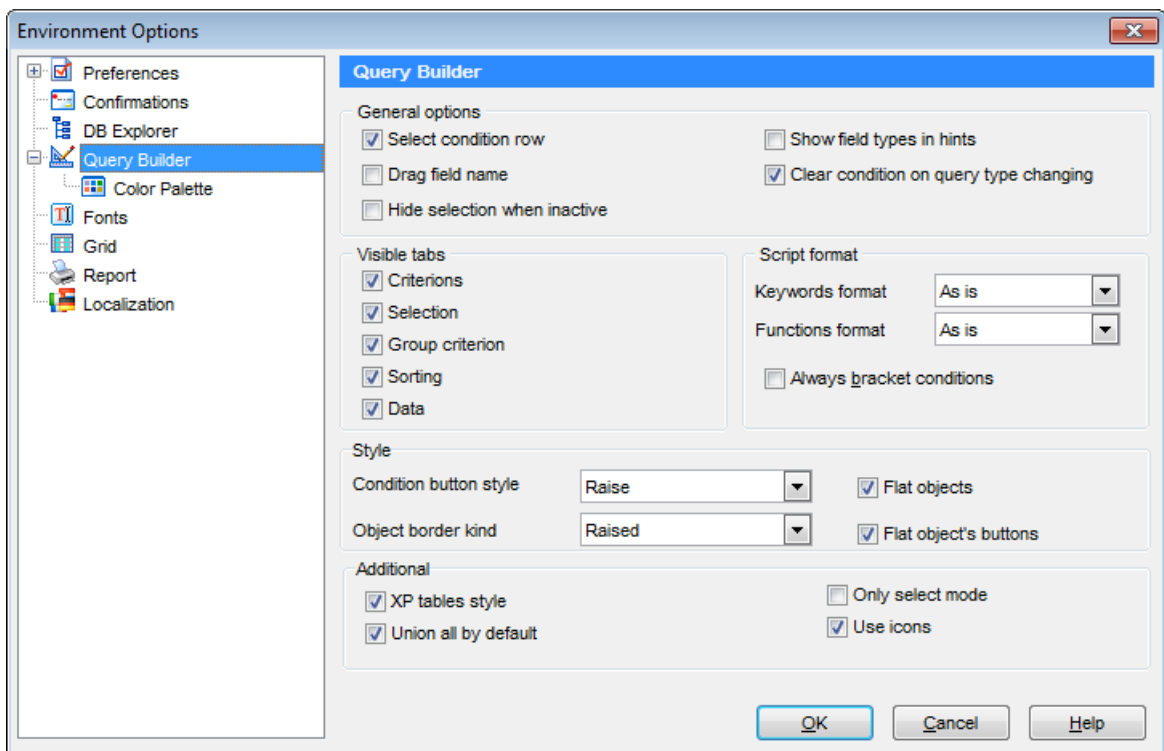 Environment Options
Preferences
Confirmations
DB Explorer
Query Builder
Color Palette
Fonts
Grid
Report
Localization
Query Builder
General options
Select condition row
Show field types in hints
Drag field name
Clear condition on query type changing
Hide selection when inactive
Visible tabs
Criterions
Selection
Group criterion
Sorting
Data
Script format
Keywords format As is
Functions format As is
Always bracket conditions
Style
Condition button style Raise
Flat objects
Object border kind Raised
Flat object's buttons
Additional
XP tables style
Only select mode
Union all by default
Use icons
OK Cancel Help